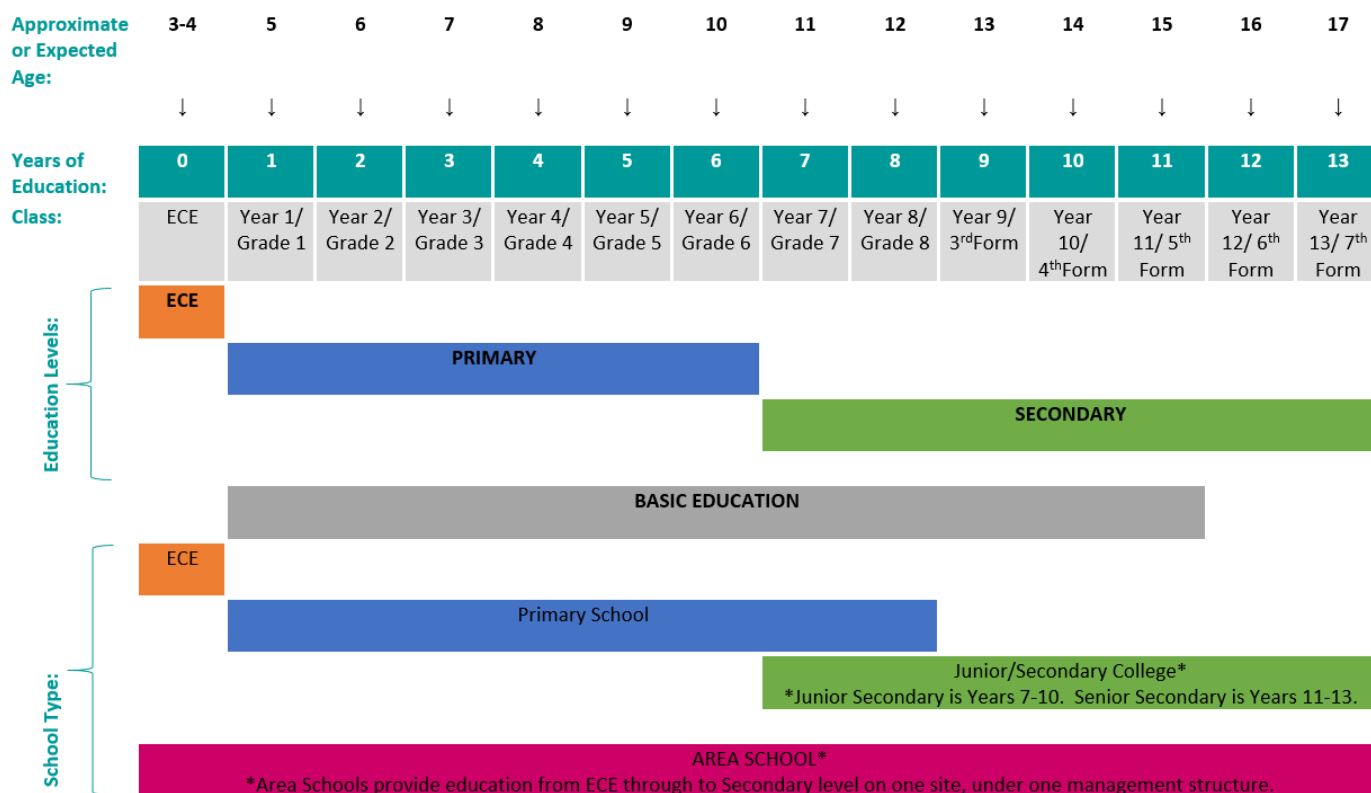 Approximate 3-4 5 6 7 8 9 10 11 12 13 14 15 16 17
or Expected
Age:
↓ ↓ ↓ ↓ ↓ ↓ ↓ ↓ ↓ ↓ ↓ ↓ ↓ ↓
Years of 0 1 2 3 4 5 6 7 8 9 10 11 12 13
Education:
Class: ECE Year 1/ Year 2/ Year 3/ Year 4/ Year 5/ Year 6/ Year 7/ Year 8/ Year 9/ Year Year Year Year
Grade 1 Grade 2 Grade 3 Grade 4 Grade 5 Grade 6 Grade 7 Grade 8 3rdForm 10/ 11/ 5th 12/ 6th 13/ 7th
4thForm Form Form Form
Education Levels:
ECE
PRIMARY
SECONDARY
BASIC EDUCATION
School Type:
ECE
Primary School
Junior/Secondary College*
*Junior Secondary is Years 7-10. Senior Secondary is Years 11-13.
AREA SCHOOL*
*Area Schools provide education from ECE through to Secondary level on one site, under one management structure.